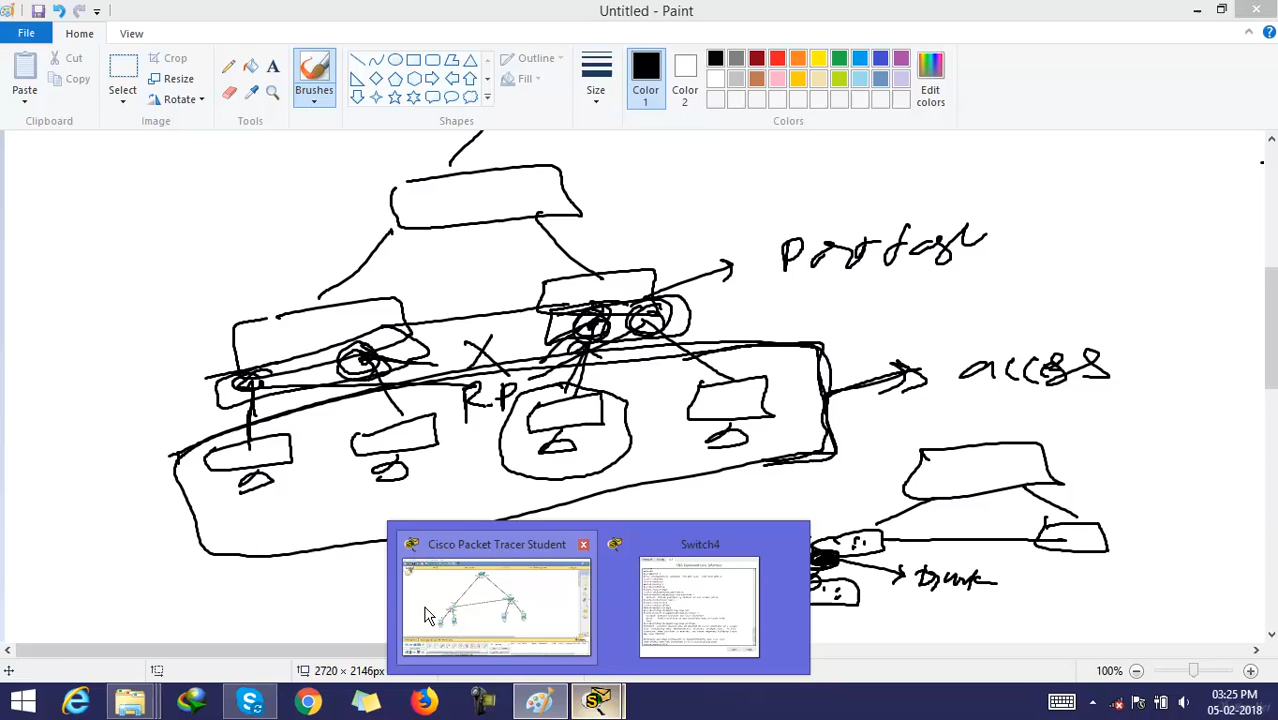 Untitled - Paint
File
Home
View
Paste
Cut
Copy
Clipboard
Select
Crop
Resize
Rotate
Image
Tools
Brushes
Shapes
Outline
Fill
Size
Color 1
Color 2
Edit colors
Colors
Port fast
access
R.P
Trunk
Cisco Packet Tracer Student
Switch4
2720 × 2146px
100%
03:25 PM
05-02-2018